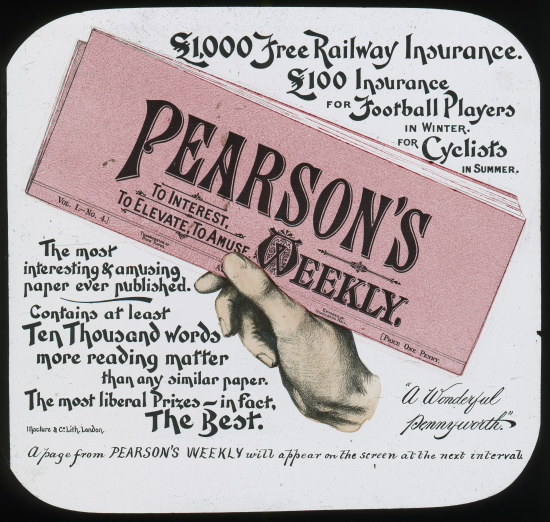 £1,000 Free Railway Insurance.
£100 Insurance
FOR Football Players
IN WINTER.
FOR Cyclists
IN SUMMER.
PEARSON'S
TO INTEREST,
TO ELEVATE, TO AMUSE
WEEKLY.
VOL. I.—No. 4.]
[PRICE ONE PENNY.
The most
interesting & amusing
paper ever published.
Contains at least
Ten Thousand words
more reading matter
than any similar paper.
The most liberal Prizes – in fact,
The Best.
Maclure & Co. Lith, London.
"A Wonderful
Pennyworth."
A page from PEARSON'S WEEKLY will appear on the screen at the next interval